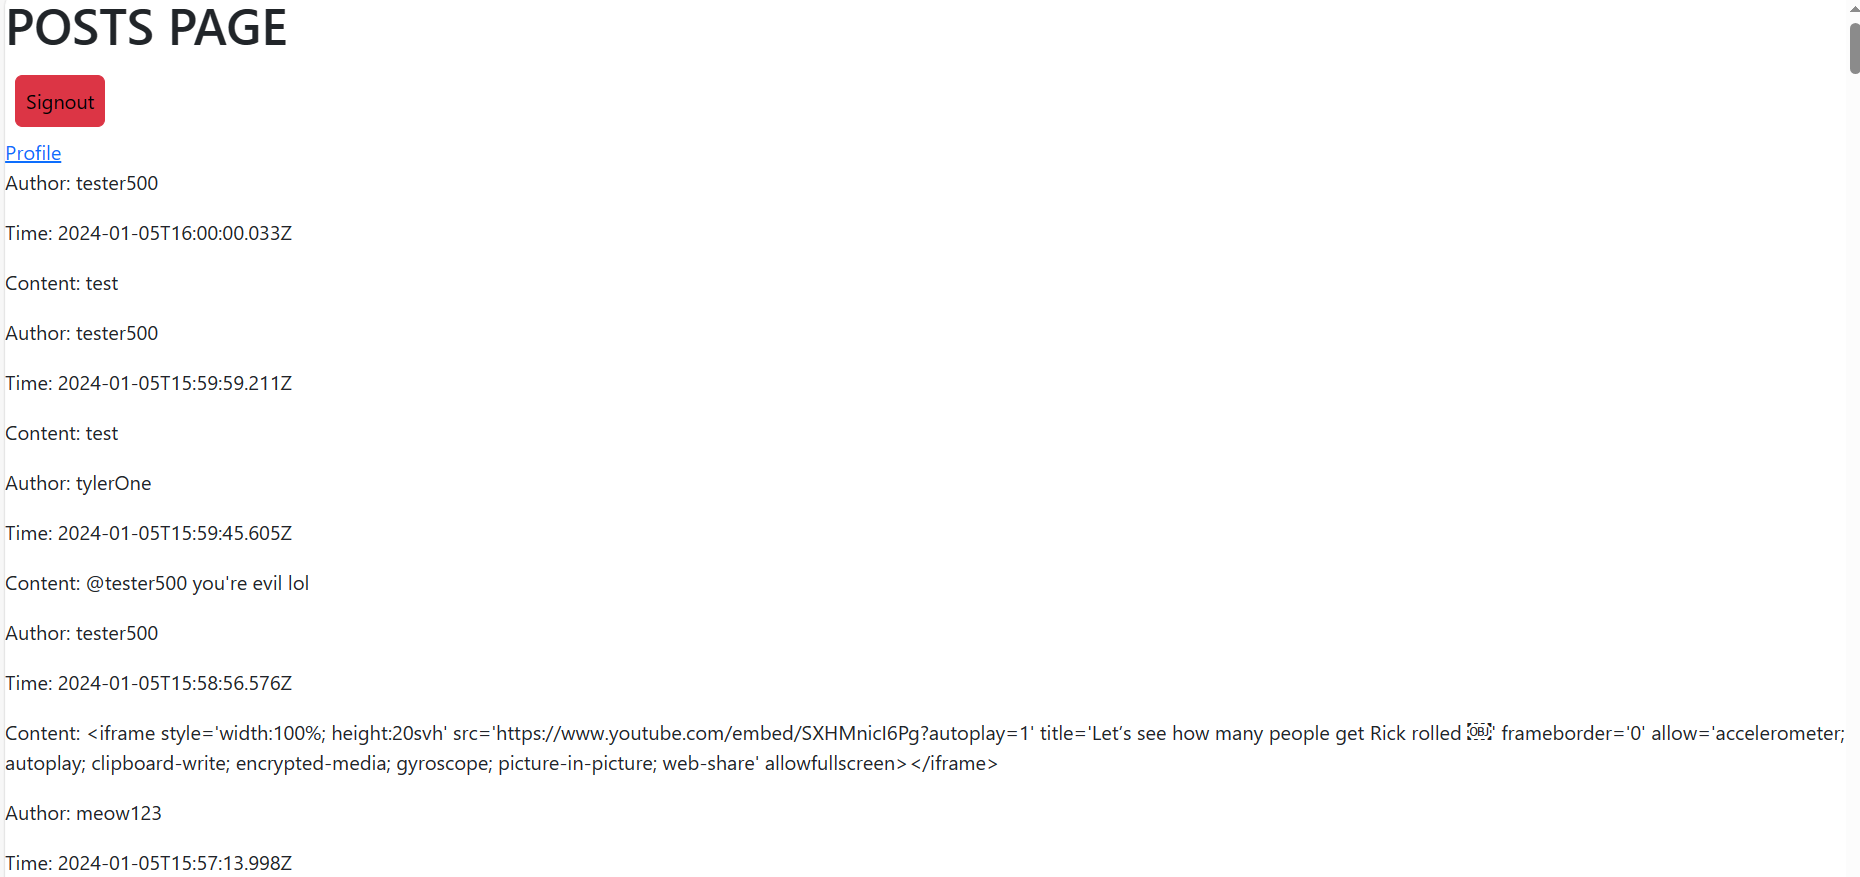 POSTS PAGE
Signout
Profile
Author: tester500
Time: 2024-01-05T16:00:00.033Z
Content: test
Author: tester500
Time: 2024-01-05T15:59:59.211Z
Content: test
Author: tylerOne
Time: 2024-01-05T15:59:45.605Z
Content: @tester500 you're evil lol
Author: tester500
Time: 2024-01-05T15:58:56.576Z
Content: <iframe style='width:100%; height:20svh' src='https://www.youtube.com/embed/SXHMnicI6Pg?autoplay=1' title='Let’s see how many people get Rick rolled ￼' frameborder='0' allow='accelerometer;
autoplay; clipboard-write; encrypted-media; gyroscope; picture-in-picture; web-share' allowfullscreen></iframe>
Author: meow123
Time: 2024-01-05T15:57:13.998Z